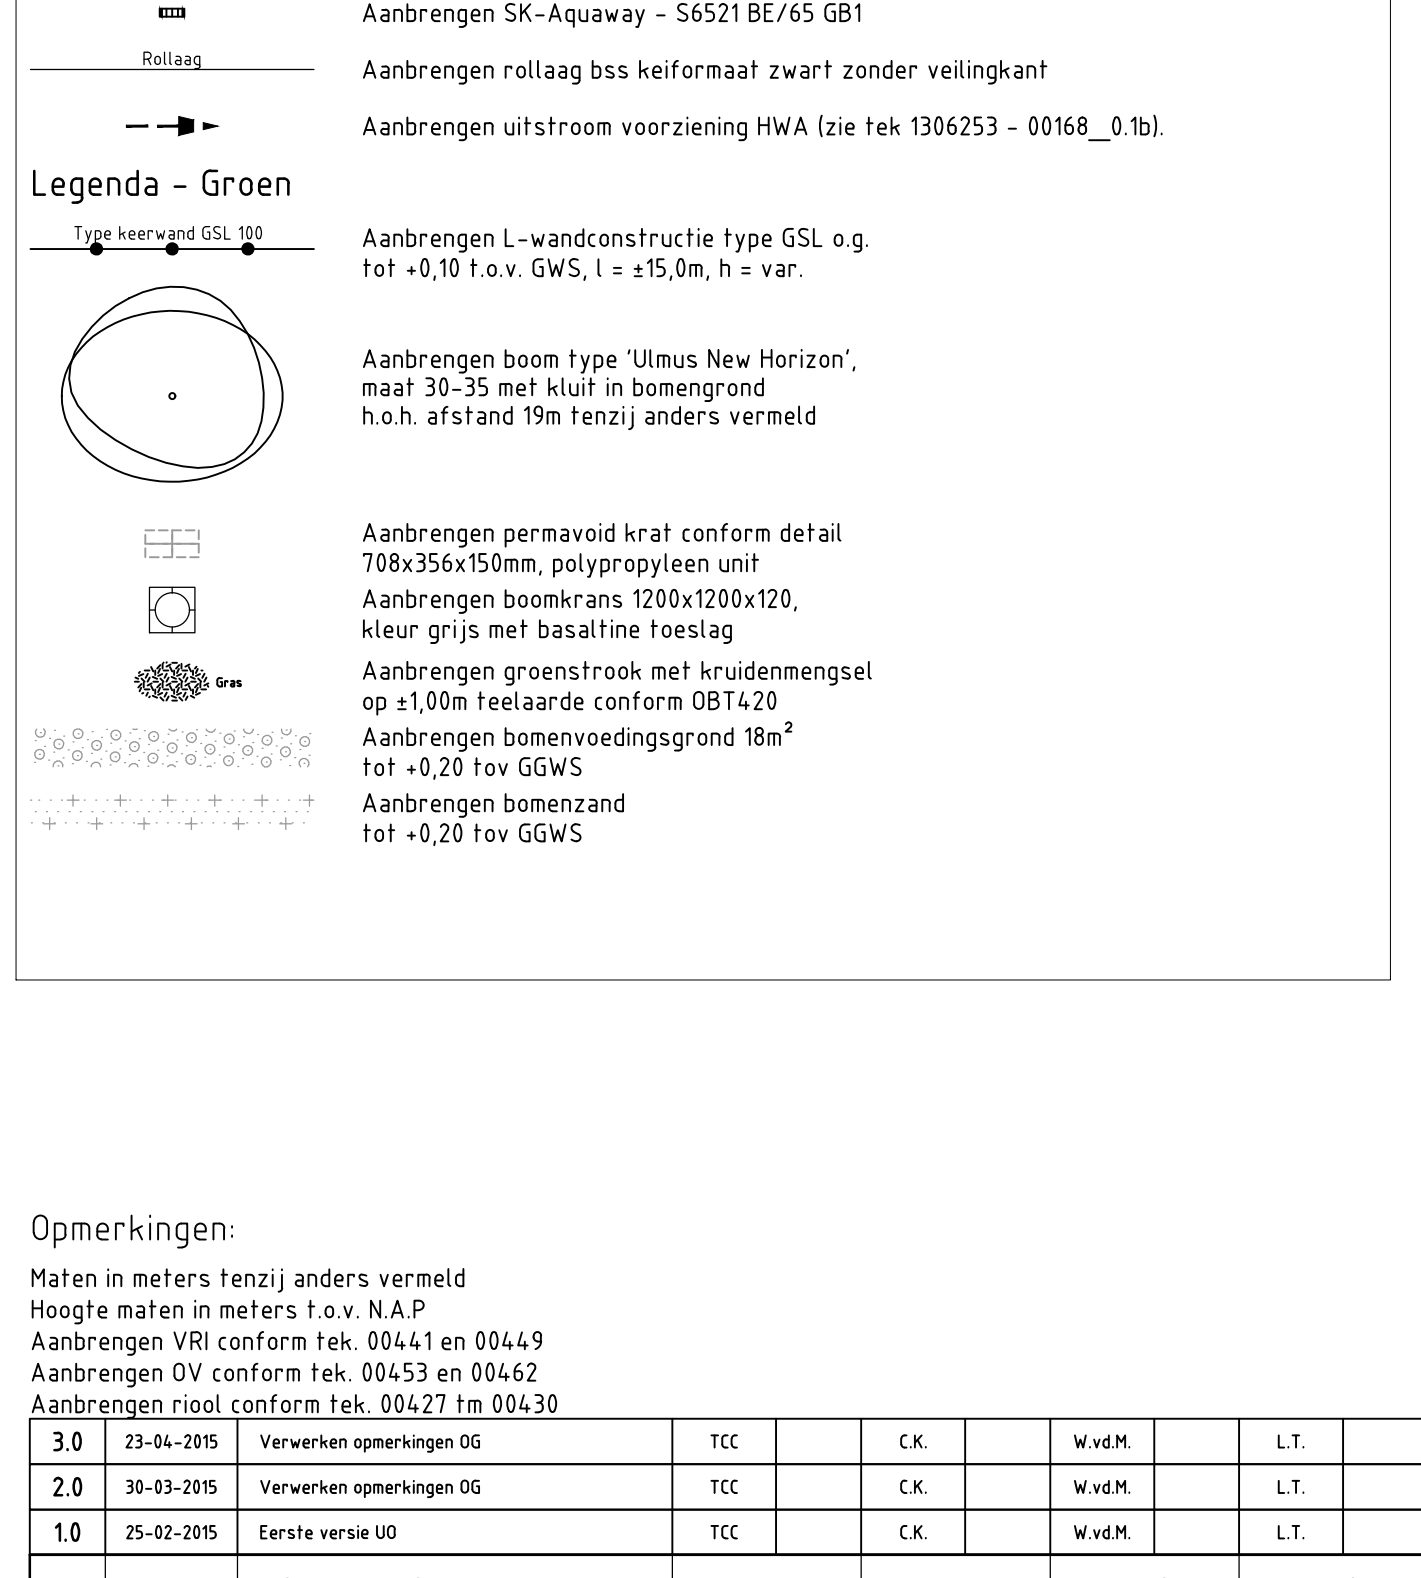 Aanbrengen SK-Aquaway - S6521 BE/65 GB1
Rollaag
Aanbrengen rollaag bss keiformaat zwart zonder veilingkant
Aanbrengen uitstroom voorziening HWA (zie tek 1306253 - 00168__0.1b).
Legenda - Groen
Type keerwand GSL 100
Aanbrengen L-wandconstructie type GSL o.g.
tot +0,10 t.o.v. GWS, l = ±15,0m, h = var.
Aanbrengen boom type 'Ulmus New Horizon',
maat 30-35 met kluit in bomengrond
h.o.h. afstand 19m tenzij anders vermeld
Aanbrengen permavoid krat conform detail
708x356x150mm, polypropyleen unit
Aanbrengen boomkrans 1200x1200x120,
kleur grijs met basaltine toeslag
Gras
Aanbrengen groenstrook met kruidenmengsel
op ±1,00m teelaarde conform OBT420
Aanbrengen bomenvoedingsgrond 18m²
tot +0,20 tov GGWS
Aanbrengen bomenzand
tot +0,20 tov GGWS
Opmerkingen:
Maten in meters tenzij anders vermeld
Hoogte maten in meters t.o.v. N.A.P
Aanbrengen VRI conform tek. 00441 en 00449
Aanbrengen OV conform tek. 00453 en 00462
Aanbrengen riool conform tek. 00427 tm 00430
3.0 23-04-2015 Verwerken opmerkingen OG TCC C.K. W.vd.M. L.T.
2.0 30-03-2015 Verwerken opmerkingen OG TCC C.K. W.vd.M. L.T.
1.0 25-02-2015 Eerste versie UO TCC C.K. W.vd.M. L.T.